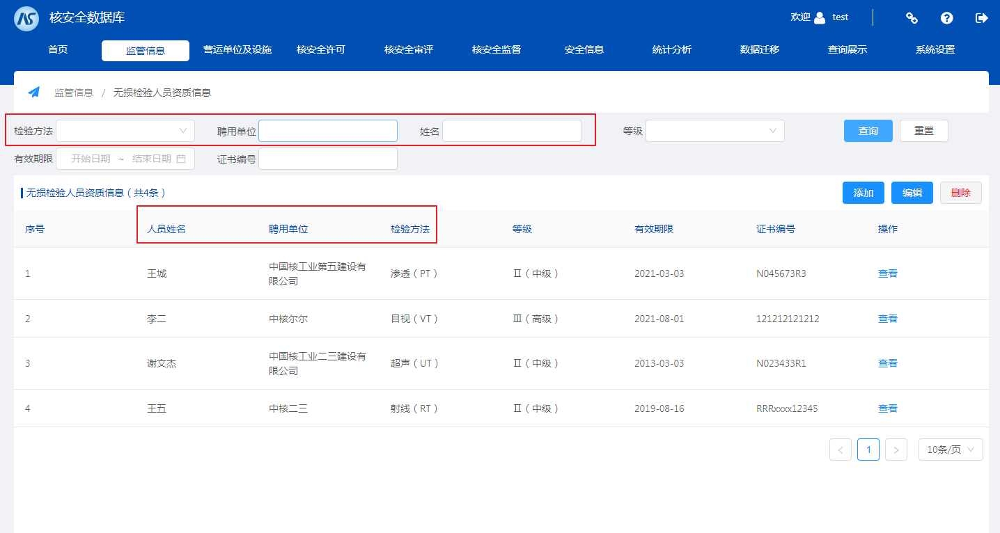 核安全数据库
欢迎 test
首页 监管信息 营运单位及设施 核安全许可 核安全审评 核安全监督 安全信息 统计分析 数据迁移 查询展示 系统设置
监管信息 / 无损检验人员资质信息
检验方法 聘用单位 姓名 等级 查询 重置
有效期限 开始日期 ~ 结束日期 证书编号
无损检验人员资质信息（共4条） 添加 编辑 删除
序号 人员姓名 聘用单位 检验方法 等级 有效期限 证书编号 操作
1 王城 中国核工业第五建设有限公司 渗透（PT） Ⅱ（中级） 2021-03-03 N045673R3 查看
2 李二 中核尔尔 目视（VT） Ⅲ（高级） 2021-08-01 121212121212 查看
3 谢文杰 中国核工业二三建设有限公司 超声（UT） Ⅱ（中级） 2013-03-03 N023433R1 查看
4 王五 中核二三 射线（RT） Ⅱ（中级） 2019-08-16 RRRxxxx12345 查看
< 1 > 10条/页